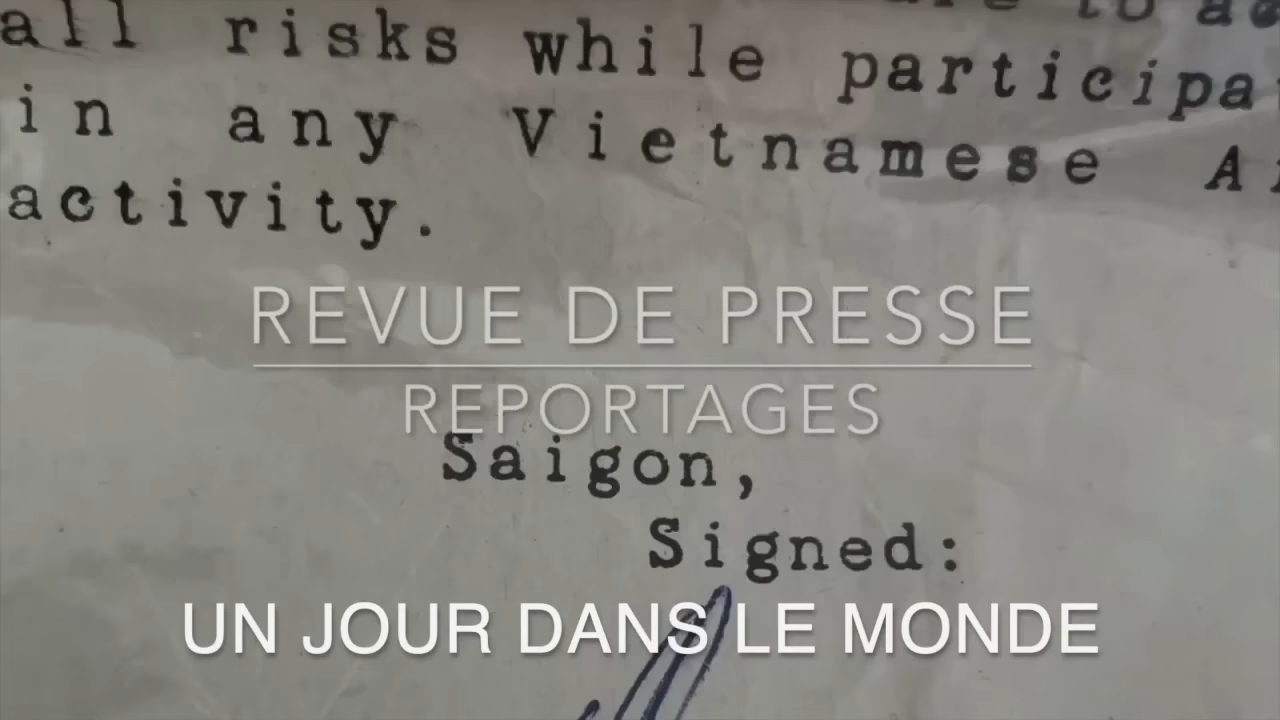 all risks while
in any Vietnamese
activity.
REVUE DE PRESSE
REPORTAGES
Saigon,
Signed:
UN JOUR DANS LE MONDE